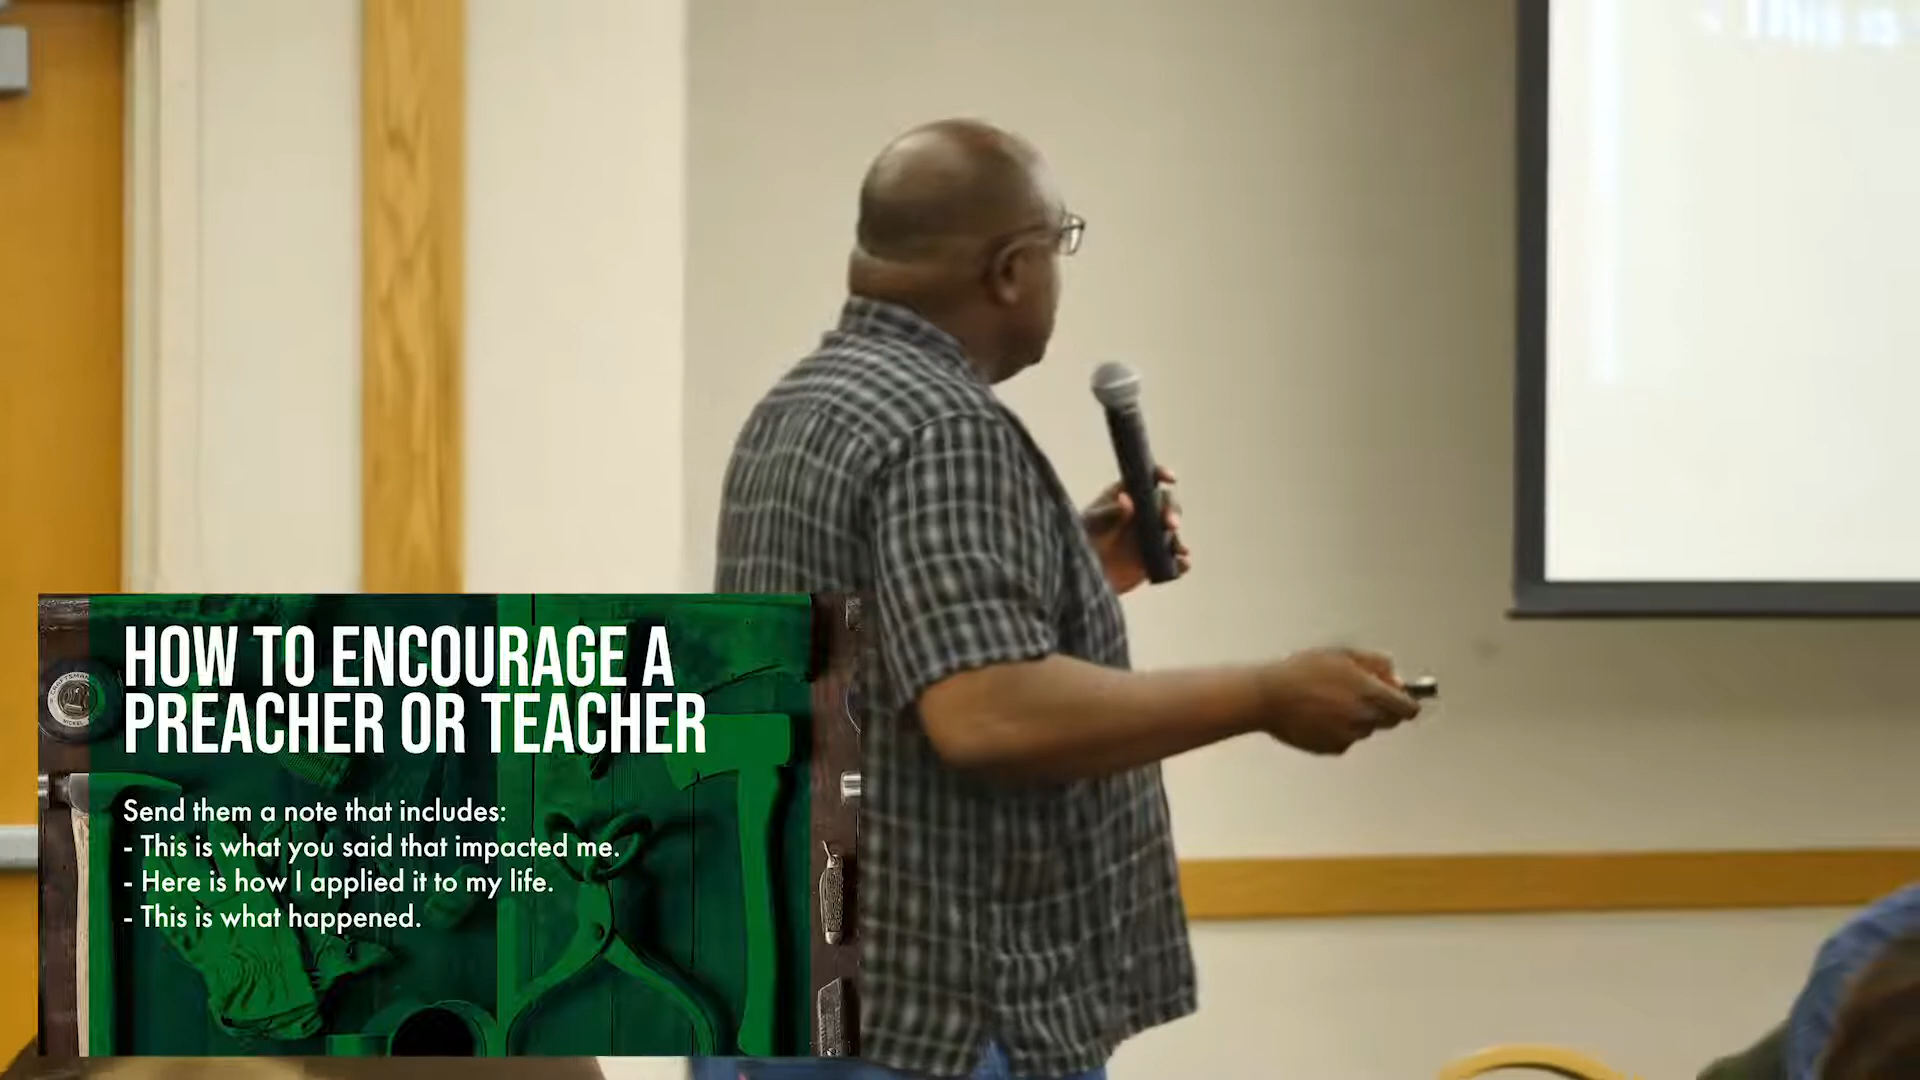 HOW TO ENCOURAGE A
PREACHER OR TEACHER
Send them a note that includes:
- This is what you said that impacted me.
- Here is how I applied it to my life.
- This is what happened.